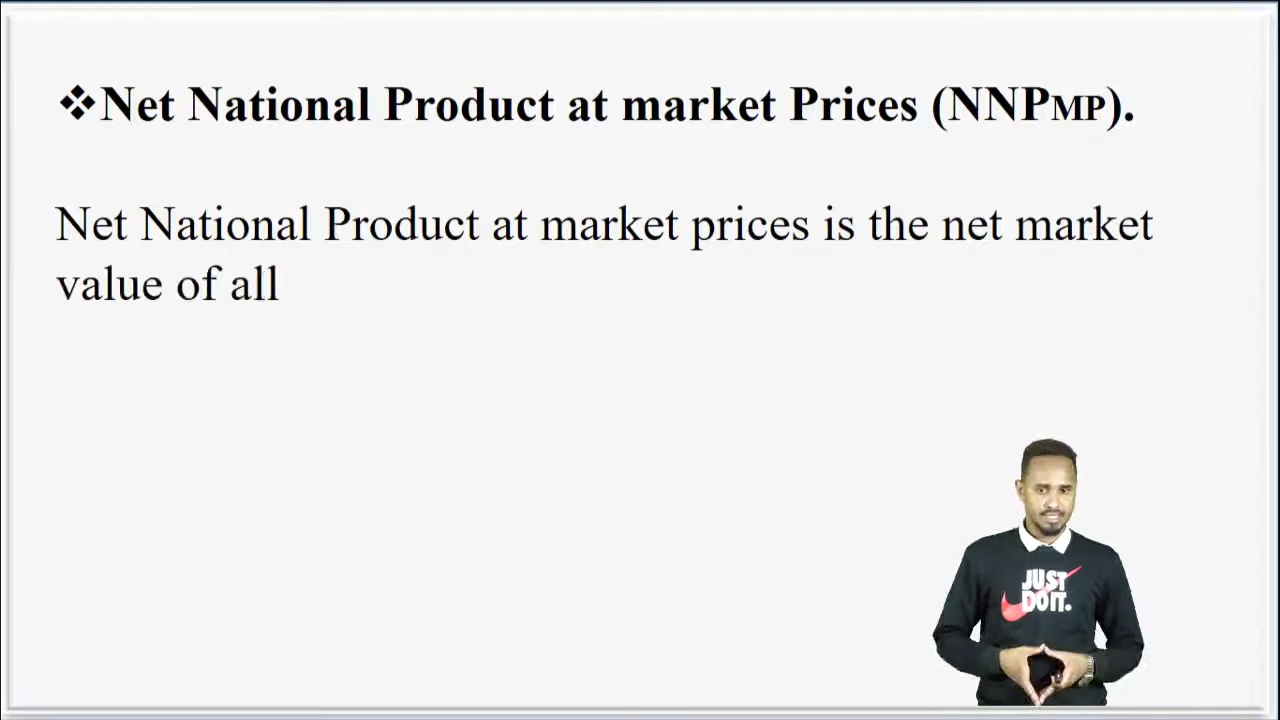 ❖Net National Product at market Prices (NNPMP).
Net National Product at market prices is the net market
value of all
JUST
DO IT.